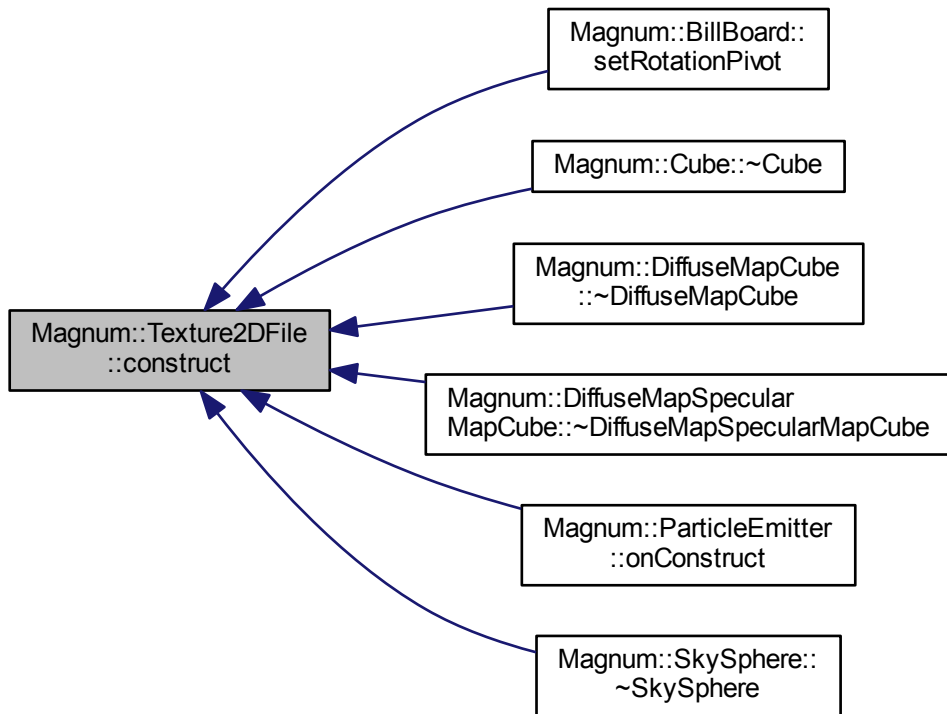 Magnum::BillBoard::
setRotationPivot
Magnum::Cube::~Cube
Magnum::DiffuseMapCube
::~DiffuseMapCube
Magnum::Texture2DFile
::construct
Magnum::DiffuseMapSpecular
MapCube::~DiffuseMapSpecularMapCube
Magnum::ParticleEmitter
::onConstruct
Magnum::SkySphere::
~SkySphere